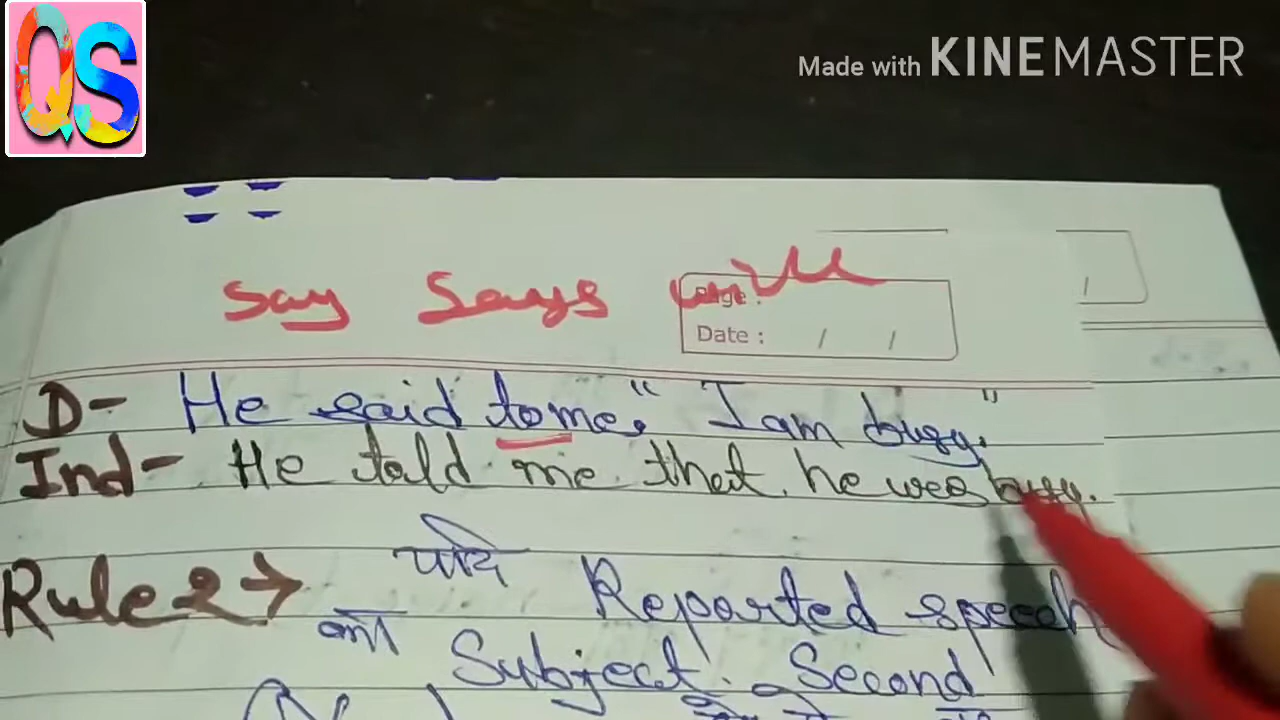 QS
Made with KINEMASTER
say says will
Page :
Date : / /
D- He said to me, "I am busy."
Ind- He told me that he was busy.
Rule 2 → यदि Reported speech
का Subject Second